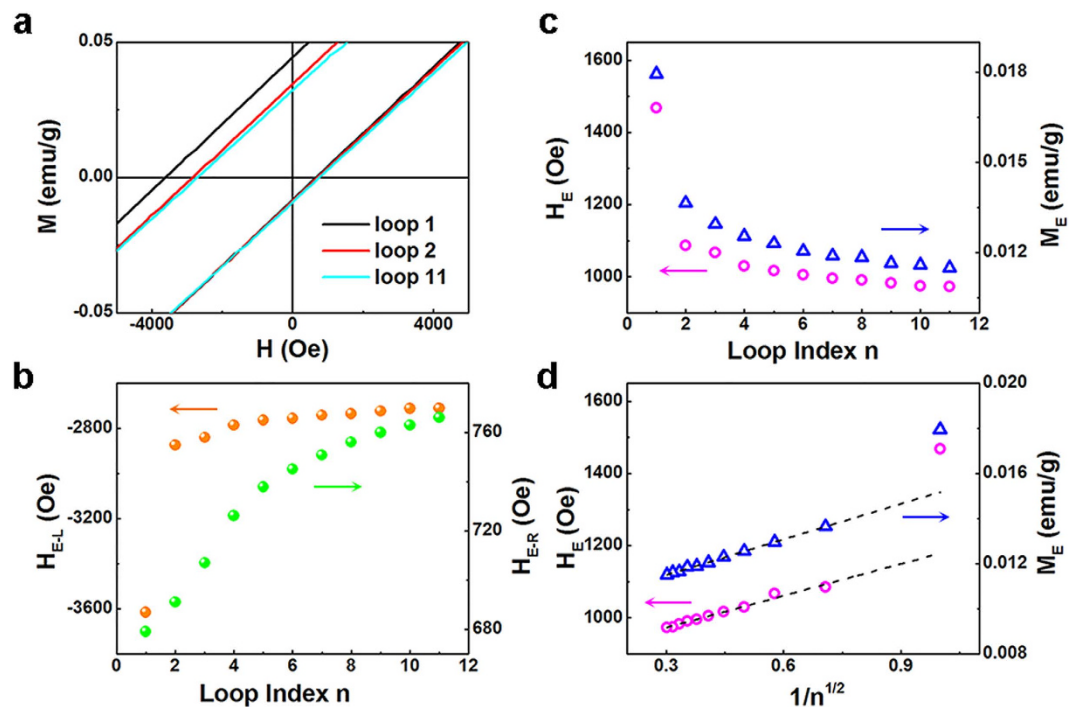 a
0.05
0.00
-0.05
M (emu/g)
-4000 0 4000
H (Oe)
loop 1
loop 2
loop 11
b
-2800
-3200
-3600
H_E-L (Oe)
760
720
680
H_E-R (Oe)
0 2 4 6 8 10 12
Loop Index n
c
1600
1400
1200
1000
H_E (Oe)
0.018
0.015
0.012
M_E (emu/g)
0 2 4 6 8 10 12
Loop Index n
d
1600
1400
1200
1000
H_E (Oe)
0.020
0.016
0.012
0.008
M_E (emu/g)
0.3 0.6 0.9
1/n^1/2